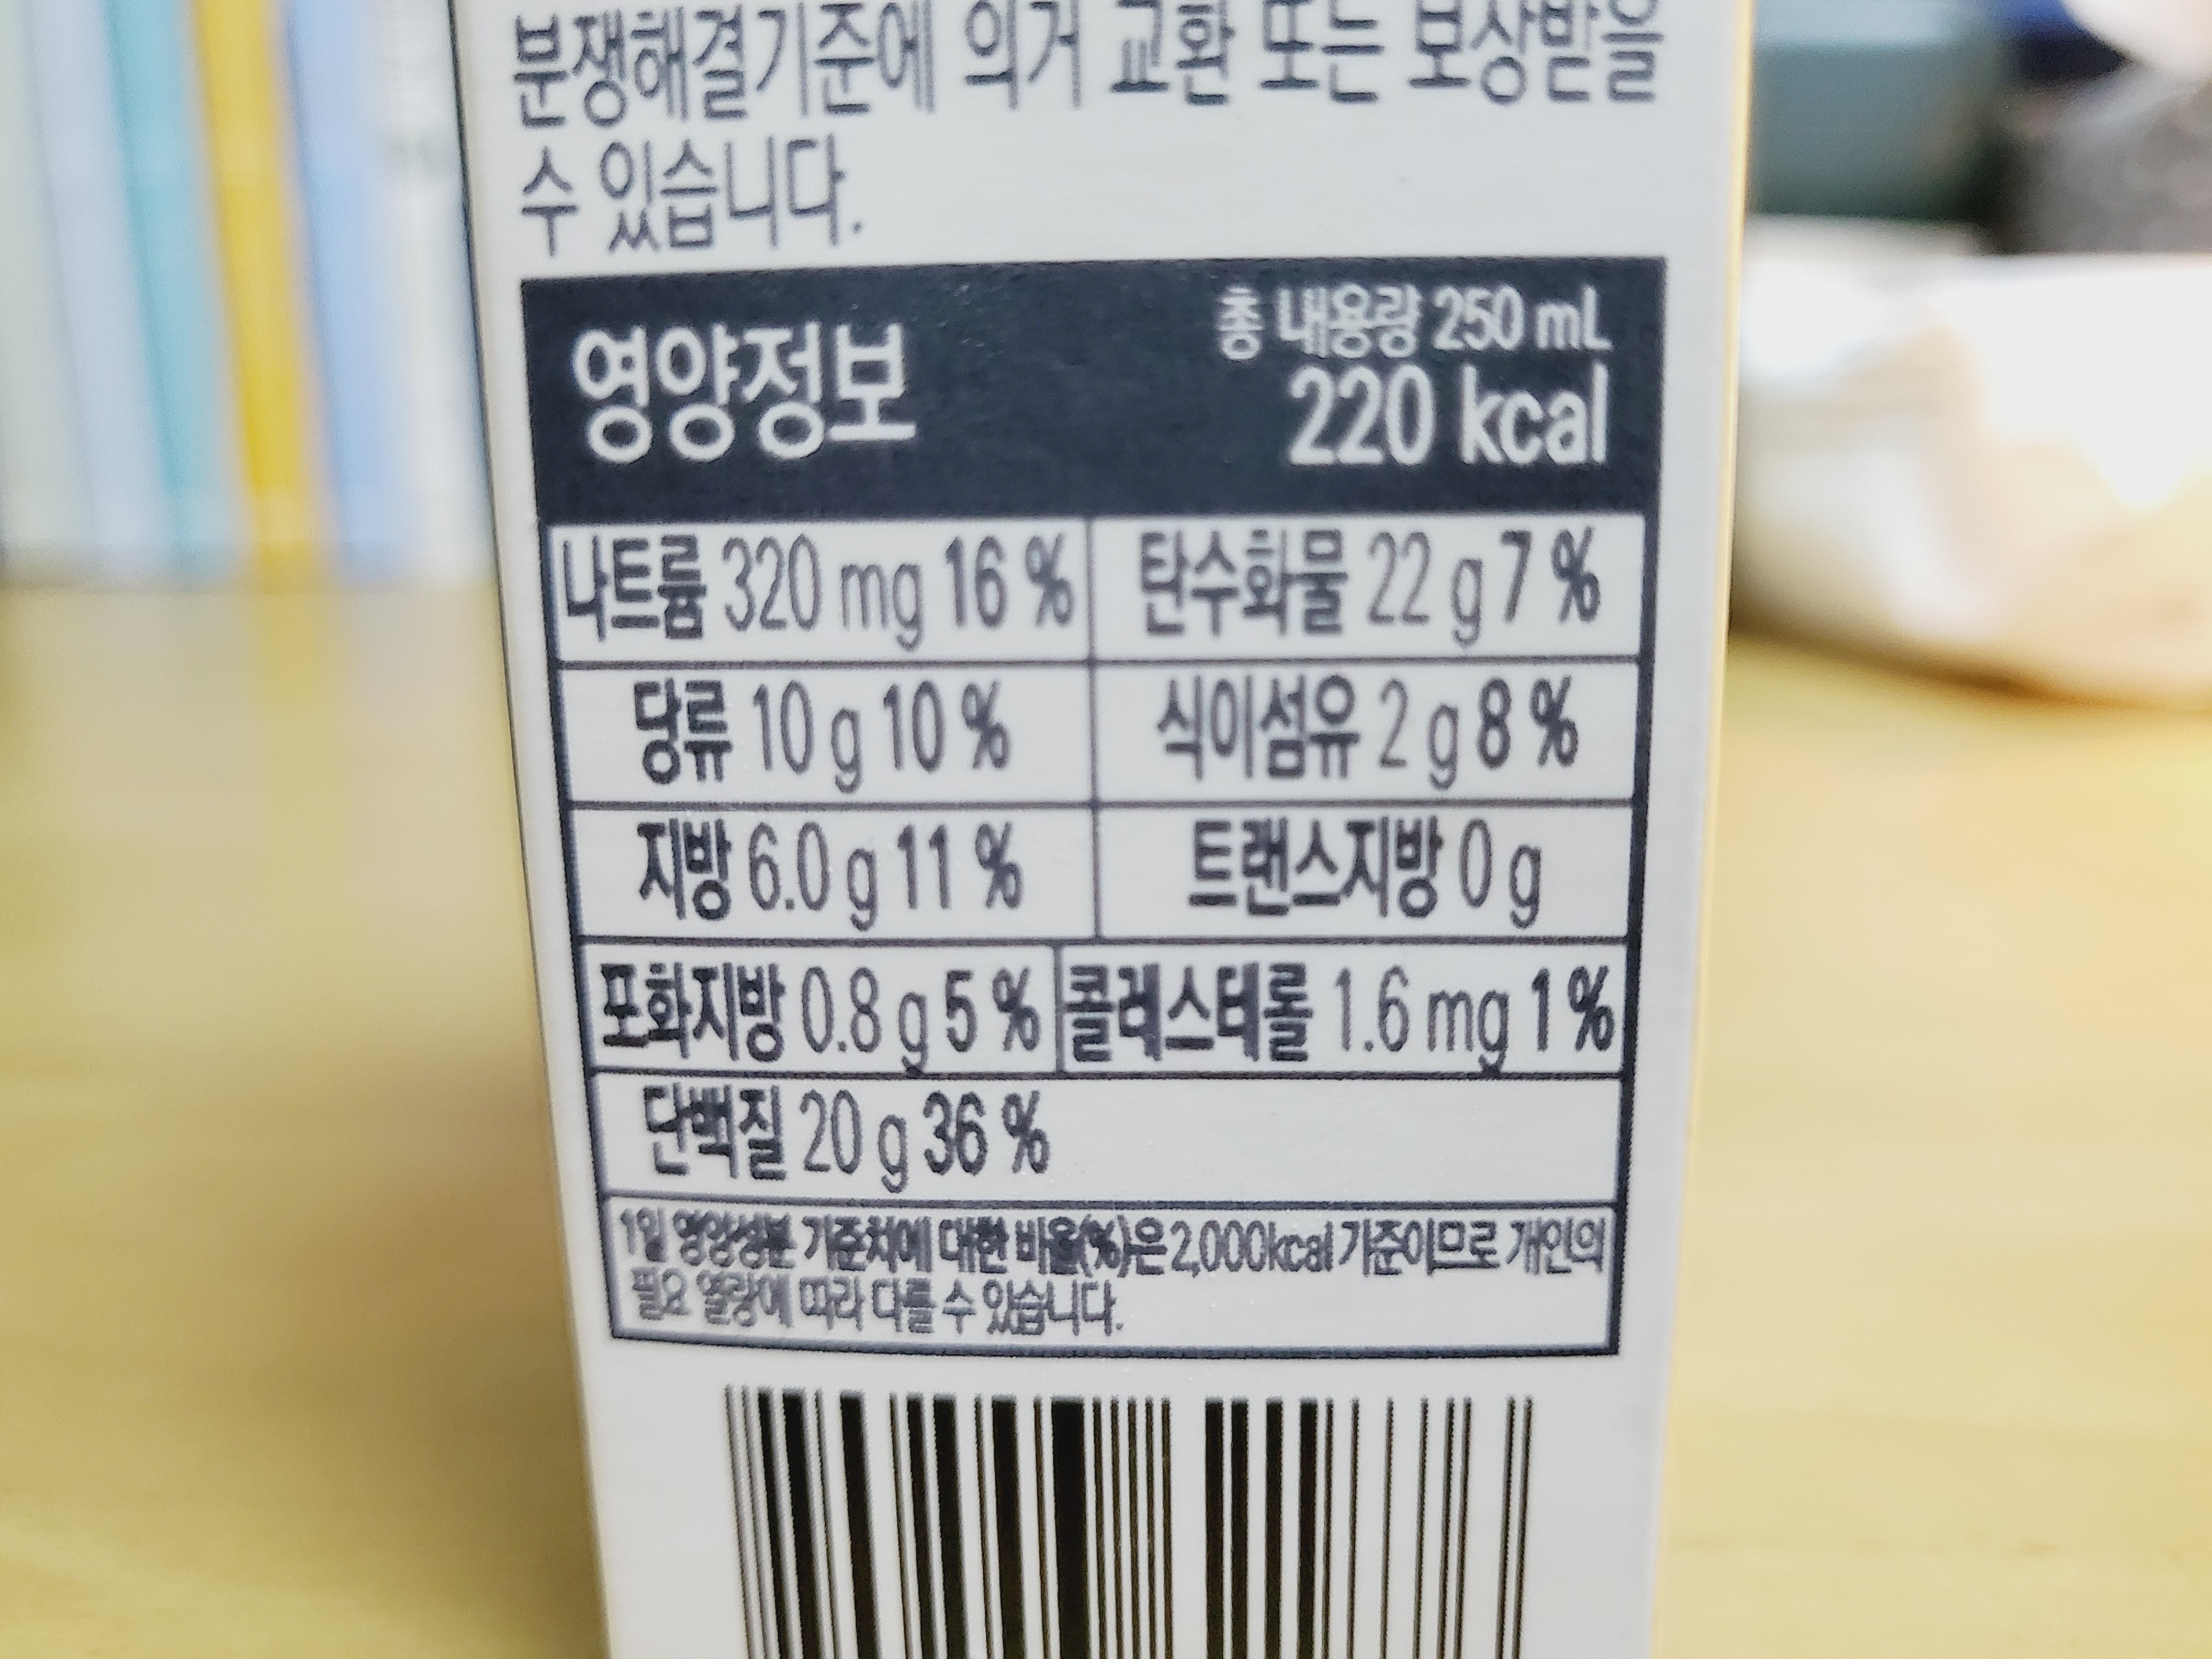 분쟁해결기준에 의거 교환 또는 보상받을
수 있습니다.
영양정보
총 내용량 250 mL
220 kcal
나트륨 320 mg 16 % 탄수화물 22 g 7 %
당류 10 g 10 % 식이섬유 2 g 8 %
지방 6.0 g 11 % 트랜스지방 0 g
포화지방 0.8 g 5 % 콜레스테롤 1.6 mg 1 %
단백질 20 g 36 %
1일 영양성분 기준치에 대한 비율(%)은 2,000kcal 기준이므로 개인의
필요 열량에 따라 다를 수 있습니다.